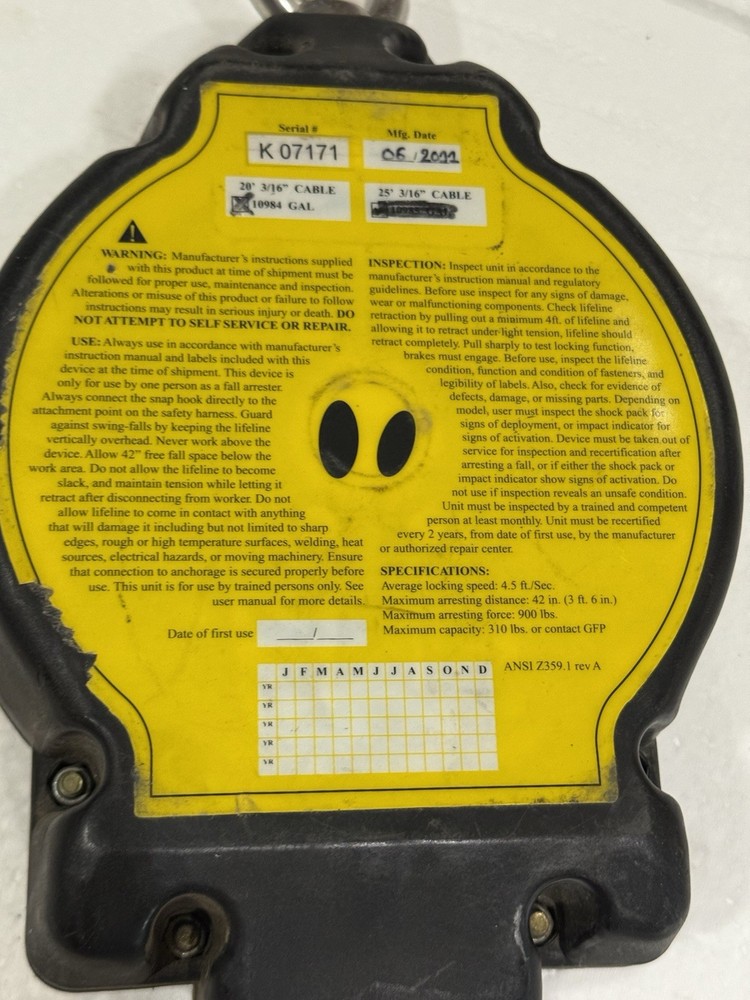 Serial #
K 07171
Mfg. Date
06 / 2011
20' 3/16" CABLE
10984 GAL
25' 3/16" CABLE
WARNING: Manufacturer's instructions supplied
with this product at time of shipment must be
followed for proper use, maintenance and inspection.
Alterations or misuse of this product or failure to follow
instructions may result in serious injury or death. DO
NOT ATTEMPT TO SELF SERVICE OR REPAIR.
USE: Always use in accordance with manufacturer's
instruction manual and labels included with this
device at the time of shipment. This device is
only for use by one person as a fall arrester.
Always connect the snap hook directly to the
attachment point on the safety harness. Guard
against swing-falls by keeping the lifeline
vertically overhead. Never work above the
device. Allow 42" free fall space below the
work area. Do not allow the lifeline to become
slack, and maintain tension while letting it
retract after disconnecting from worker. Do not
allow lifeline to come in contact with anything
that will damage it including but not limited to sharp
edges, rough or high temperature surfaces, welding, heat
sources, electrical hazards, or moving machinery. Ensure
that connection to anchorage is secured properly before
use. This unit is for use by trained persons only. See
user manual for more details.
Date of first use
/
INSPECTION: Inspect unit in accordance to the
manufacturer's instruction manual and regulatory
guidelines. Before use inspect for any signs of damage,
wear or malfunctioning components. Check lifeline
retraction by pulling out a minimum 4ft. of lifeline and
allowing it to retract under light tension, lifeline should
retract completely. Pull sharply to test locking function,
brakes must engage. Before use, inspect the lifeline
condition, function and condition of fasteners, and
legibility of labels. Also, check for evidence of
defects, damage, or missing parts. Depending on
model, user must inspect the shock pack for
signs of deployment, or impact indicator for
signs of activation. Device must be taken out of
service for inspection and recertification after
arresting a fall, or if either the shock pack or
impact indicator show signs of activation. Do
not use if inspection reveals an unsafe condition.
Unit must be inspected by a trained and competent
person at least monthly. Unit must be recertified
every 2 years, from date of first use, by the manufacturer
or authorized repair center.
SPECIFICATIONS:
Average locking speed: 4.5 ft./Sec.
Maximum arresting distance: 42 in. (3 ft. 6 in.)
Maximum arresting force: 900 lbs.
Maximum capacity: 310 lbs. or contact GFP
ANSI Z359.1 rev A
J F M A M J J A S O N D
YR
YR
YR
YR
YR